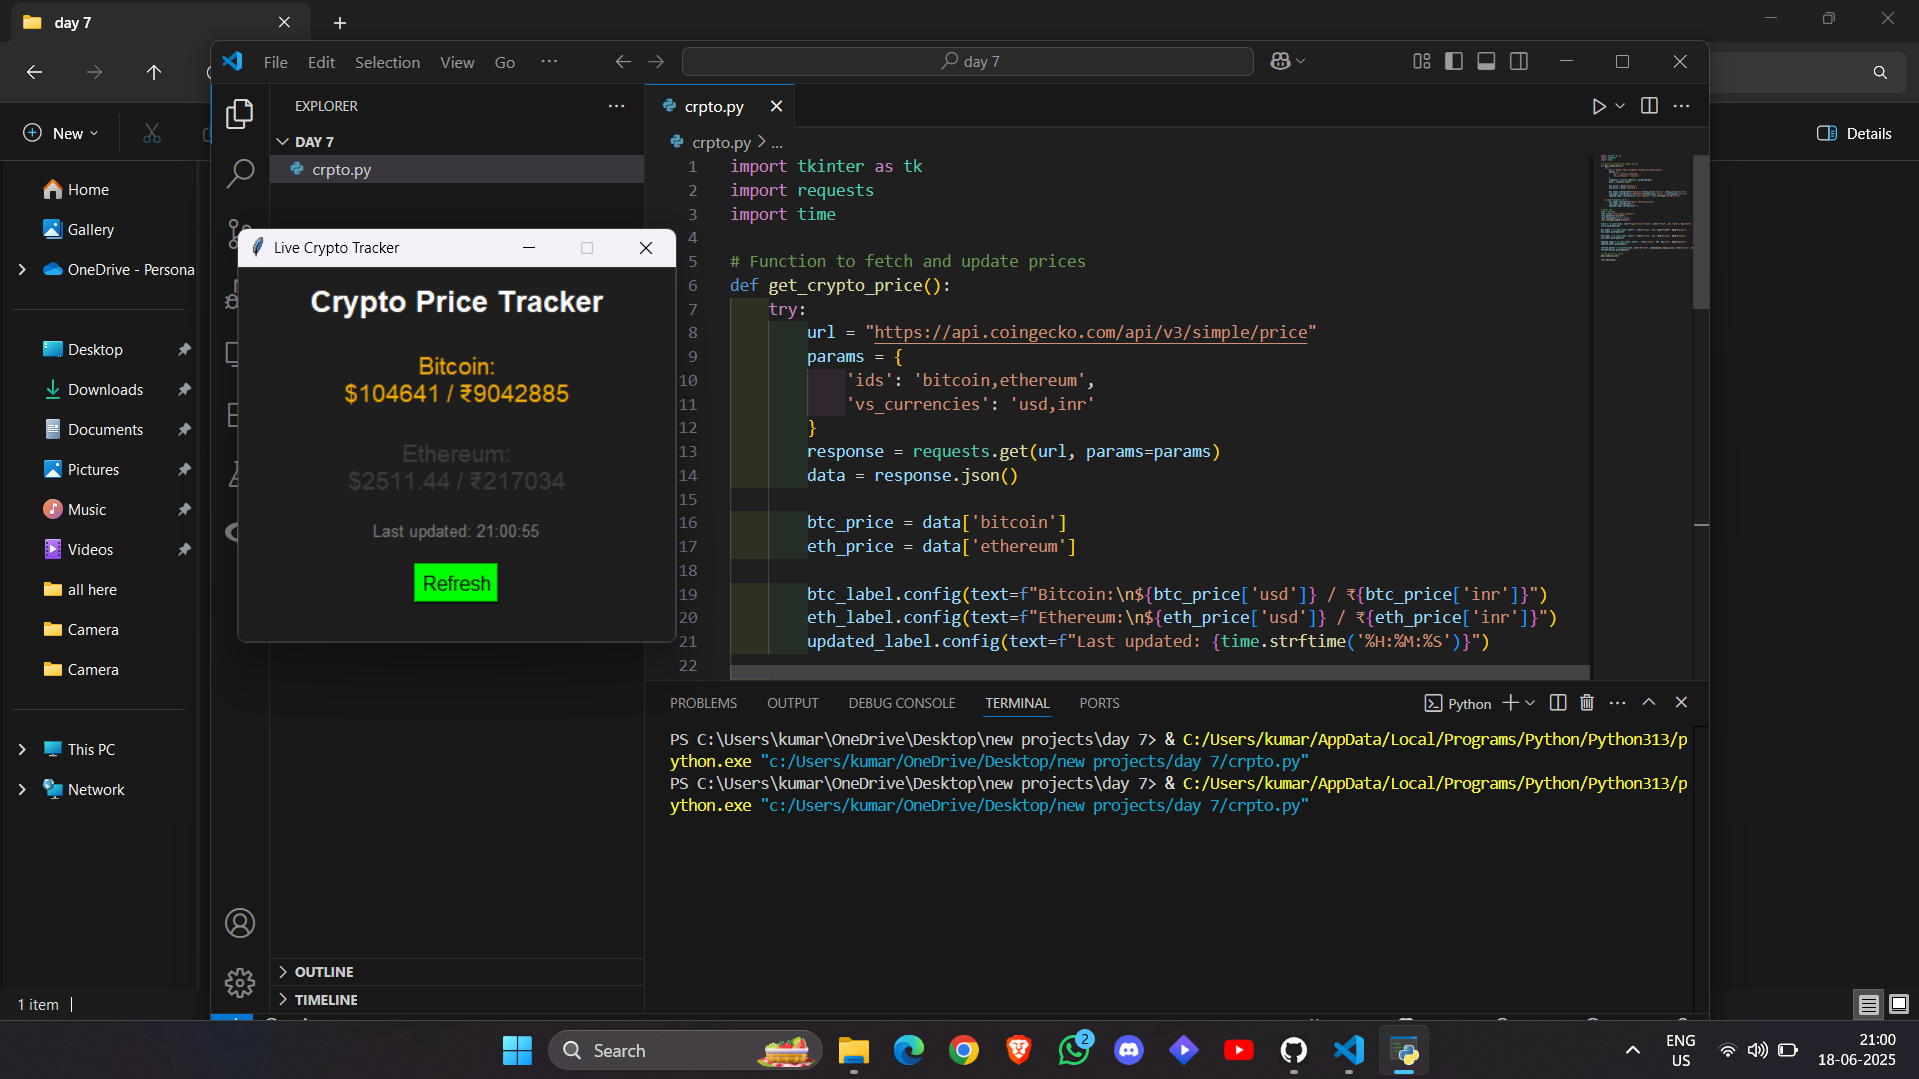 day 7
New
Details
Home
Gallery
OneDrive - Persona
Desktop
Downloads
Documents
Pictures
Music
Videos
all here
Camera
Camera
This PC
Network
1 item
File Edit Selection View Go ···
day 7
EXPLORER
DAY 7
crpto.py
OUTLINE
TIMELINE
Live Crypto Tracker
Crypto Price Tracker
Bitcoin:
$104641 / ₹9042885
Ethereum:
$2511.44 / ₹217034
Last updated: 21:00:55
Refresh
crpto.py
crpto.py > ...
1 import tkinter as tk
2 import requests
3 import time
4
5 # Function to fetch and update prices
6 def get_crypto_price():
7 try:
8 url = "https://api.coingecko.com/api/v3/simple/price"
9 params = {
10 'ids': 'bitcoin,ethereum',
11 'vs_currencies': 'usd,inr'
12 }
13 response = requests.get(url, params=params)
14 data = response.json()
15
16 btc_price = data['bitcoin']
17 eth_price = data['ethereum']
18
19 btc_label.config(text=f"Bitcoin:\n${btc_price['usd']} / ₹{btc_price['inr']}")
20 eth_label.config(text=f"Ethereum:\n${eth_price['usd']} / ₹{eth_price['inr']}")
21 updated_label.config(text=f"Last updated: {time.strftime('%H:%M:%S')}")
22
PROBLEMS OUTPUT DEBUG CONSOLE TERMINAL PORTS
Python
PS C:\Users\kumar\OneDrive\Desktop\new projects\day 7> & C:/Users/kumar/AppData/Local/Programs/Python/Python313/p
ython.exe "c:/Users/kumar/OneDrive/Desktop/new projects/day 7/crpto.py"
PS C:\Users\kumar\OneDrive\Desktop\new projects\day 7> & C:/Users/kumar/AppData/Local/Programs/Python/Python313/p
ython.exe "c:/Users/kumar/OneDrive/Desktop/new projects/day 7/crpto.py"
Search
2
ENG
US
21:00
18-06-2025